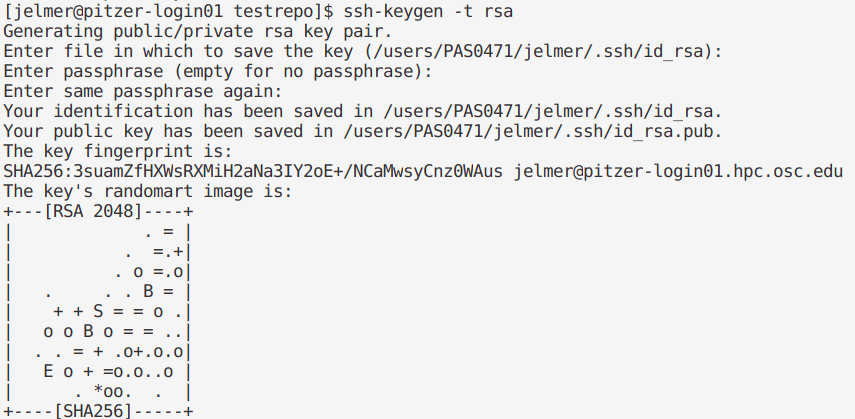 [jelmer@pitzer-login01 testrepo]$ ssh-keygen -t rsa
Generating public/private rsa key pair.
Enter file in which to save the key (/users/PAS0471/jelmer/.ssh/id_rsa):
Enter passphrase (empty for no passphrase):
Enter same passphrase again:
Your identification has been saved in /users/PAS0471/jelmer/.ssh/id_rsa.
Your public key has been saved in /users/PAS0471/jelmer/.ssh/id_rsa.pub.
The key fingerprint is:
SHA256:3suamZfHXWsRXMiH2aNa3IY2oE+/NCaMwsyCnz0WAus jelmer@pitzer-login01.hpc.osc.edu
The key's randomart image is:
+---[RSA 2048]----+
|              . = |
|            .  =.+|
|           . o =.o|
|    .     . . B = |
|     + + S = = o .|
|    o o B o = = ..|
|   . . = + .o+.o.o|
|    E o + =o.o..o |
|       . *oo.  .  |
+----[SHA256]-----+